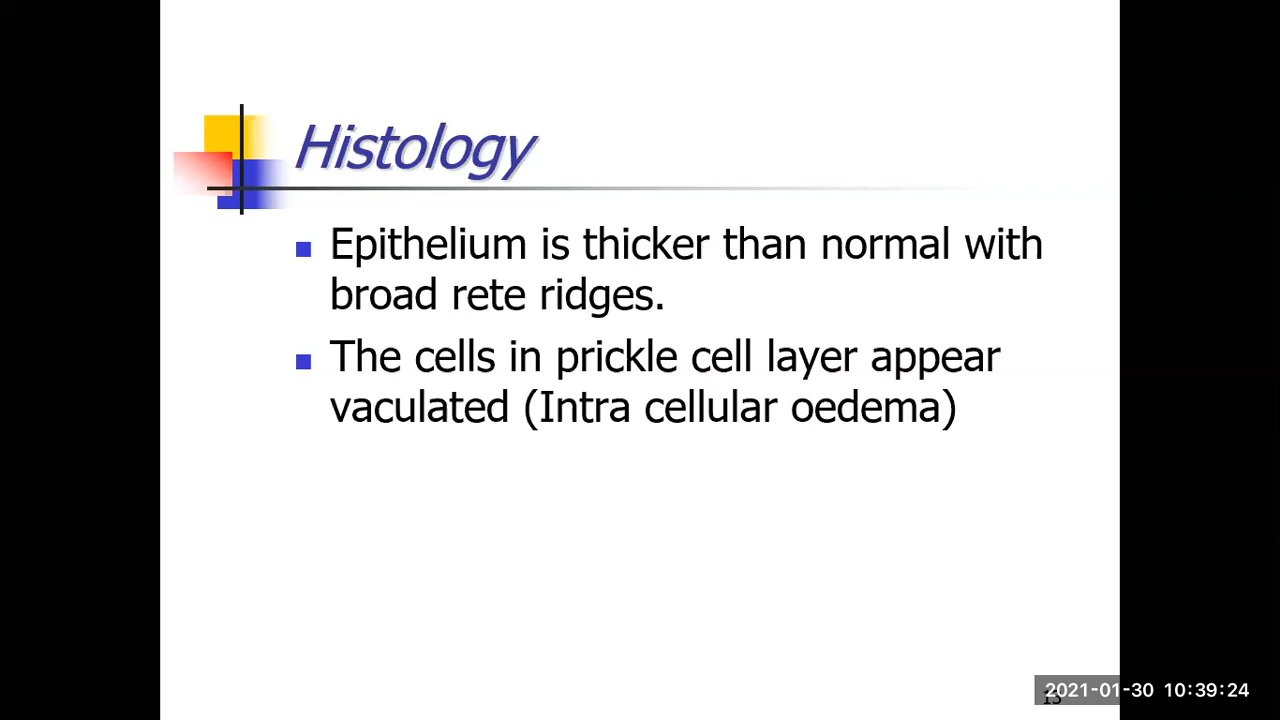 Histology
Epithelium is thicker than normal with
broad rete ridges.
The cells in prickle cell layer appear
vaculated (Intra cellular oedema)
2021-01-30 10:39:24
13